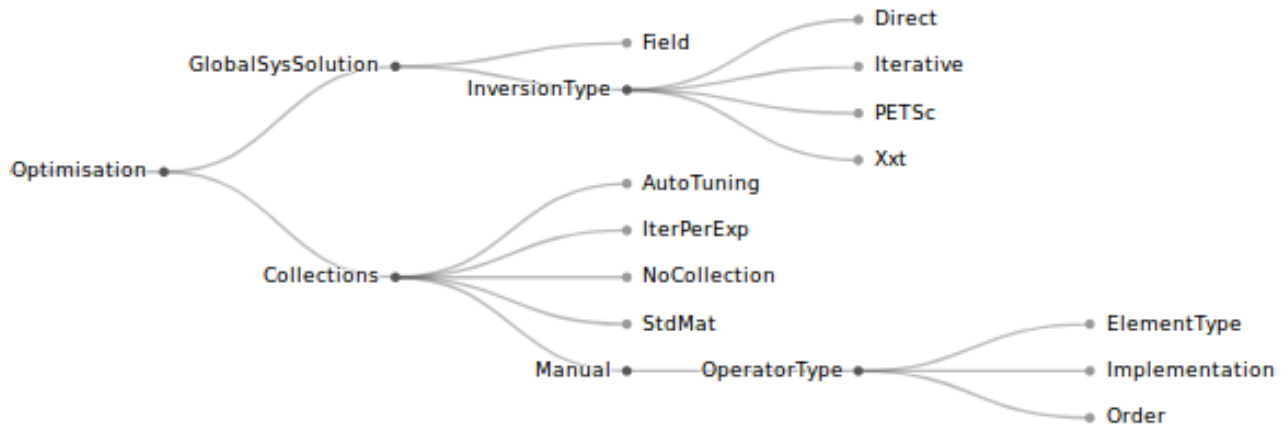 Direct
Field
GlobalSysSolution
Iterative
InversionType
PETSc
Xxt
Optimisation
AutoTuning
IterPerExp
Collections
NoCollection
StdMat
ElementType
Manual
OperatorType
Implementation
Order